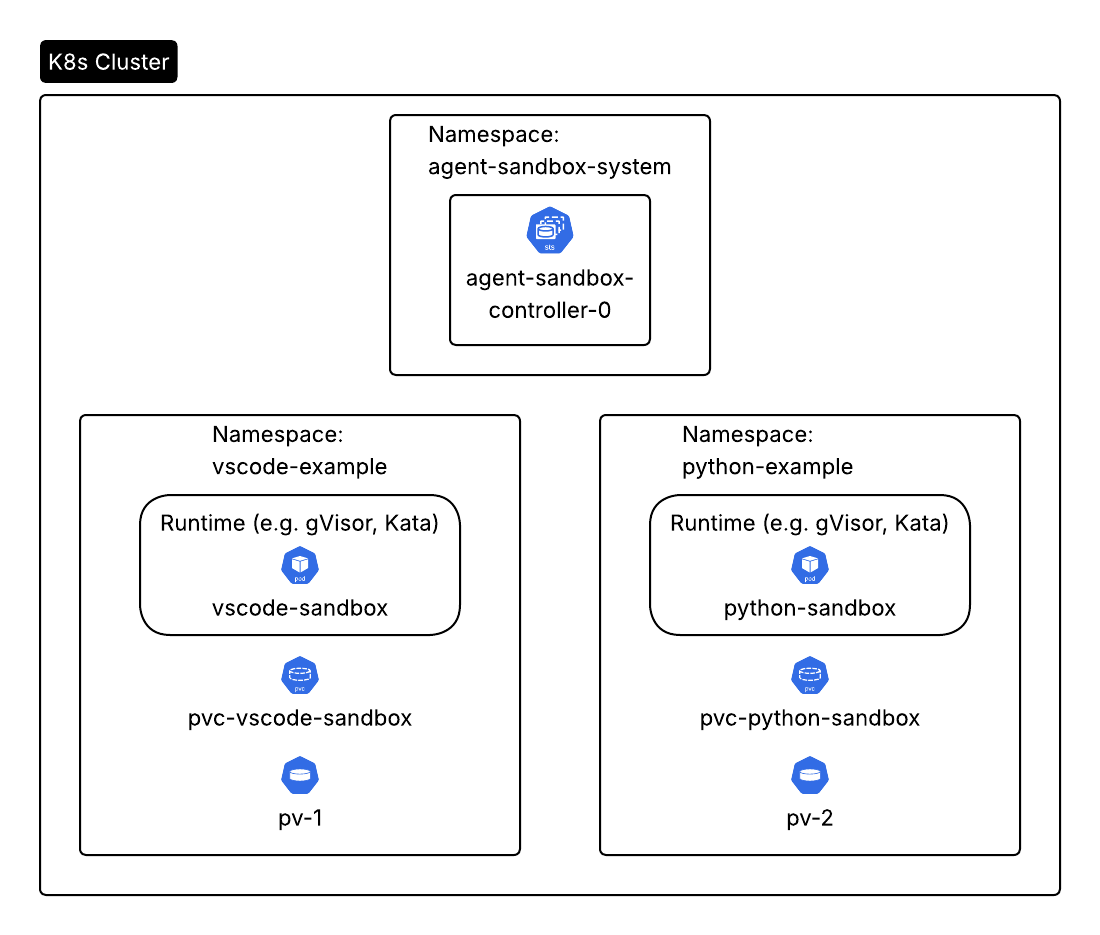 K8s Cluster
Namespace:
agent-sandbox-system
sts
agent-sandbox-
controller-0
Namespace:
vscode-example
Runtime (e.g. gVisor, Kata)
pod
vscode-sandbox
pvc
pvc-vscode-sandbox
pv-1
Namespace:
python-example
Runtime (e.g. gVisor, Kata)
pod
python-sandbox
pvc
pvc-python-sandbox
pv-2